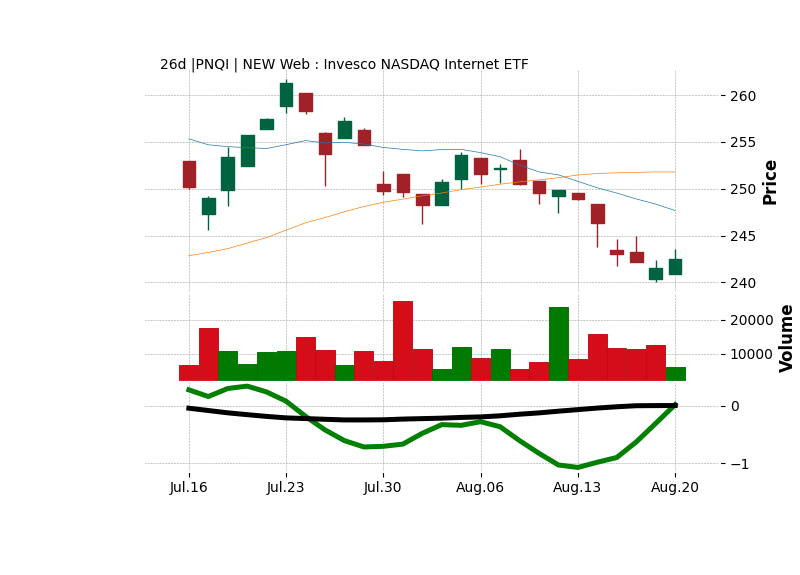 26d |PNQI | NEW Web : Invesco NASDAQ Internet ETF
260
255
250
245
240
Price
20000
10000
Volume
0
−1
Jul.16 Jul.23 Jul.30 Aug.06 Aug.13 Aug.20